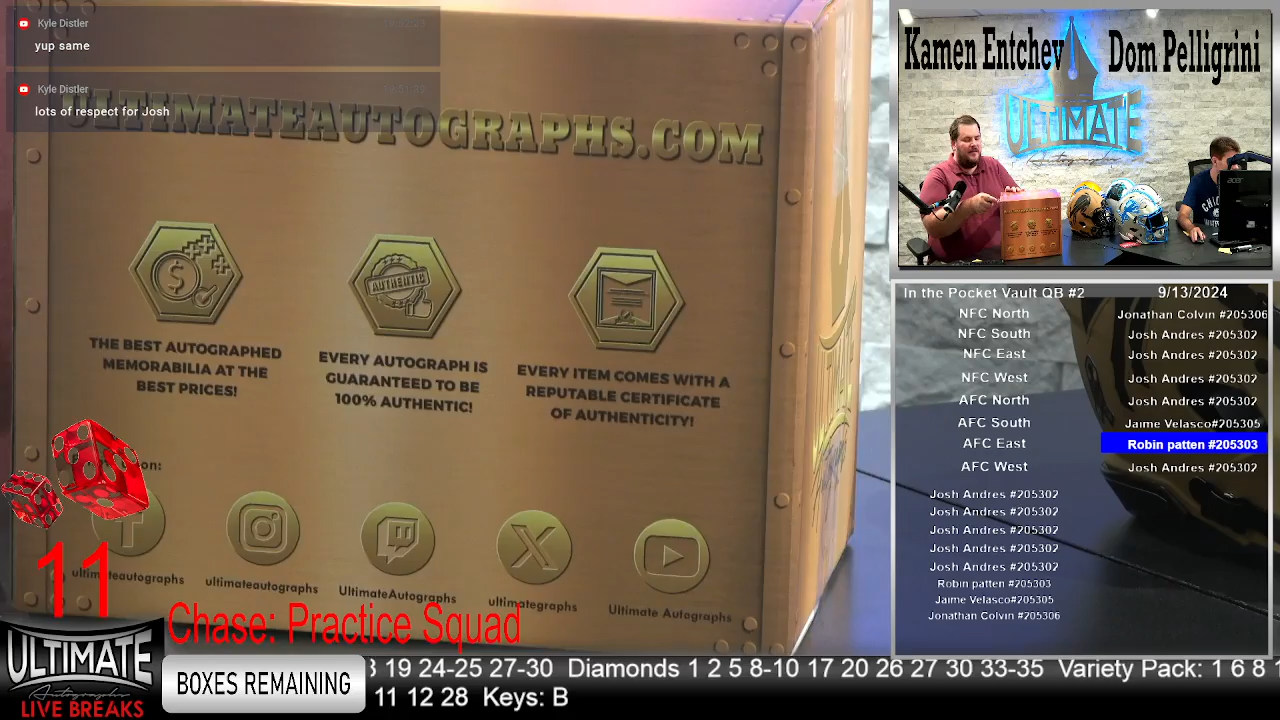 Kyle Distler
yup same
Kyle Distler
lots of respect for Josh
ULTIMATEAUTOGRAPHS.COM
AUTHENTIC
THE BEST AUTOGRAPHED
MEMORABILIA AT THE
BEST PRICES!
EVERY AUTOGRAPH IS
GUARANTEED TO BE
100% AUTHENTIC!
EVERY ITEM COMES WITH A
REPUTABLE CERTIFICATE
OF AUTHENTICITY!
ultimateautographs
ultimateautographs
UltimateAutographs
ultimategraphs
Ultimate Autographs
11
Chase: Practice Squad
ULTIMATE
Autographs
LIVE BREAKS
BOXES REMAINING
19 24-25 27-30 Diamonds 1 2 5 8-10 17 20 26 27 30 33-35 Variety Pack: 1 6 8
11 12 28 Keys: B
Kamen Entchev
Dom Pelligrini
ULTIMATE
Autographs
acer
In the Pocket Vault QB #2 9/13/2024
NFC North Jonathan Colvin #205306
NFC South Josh Andres #205302
NFC East Josh Andres #205302
NFC West Josh Andres #205302
AFC North Josh Andres #205302
AFC South Jaime Velasco#205305
AFC East Robin patten #205303
AFC West Josh Andres #205302
Josh Andres #205302
Josh Andres #205302
Josh Andres #205302
Josh Andres #205302
Josh Andres #205302
Robin patten #205303
Jaime Velasco#205305
Jonathan Colvin #205306